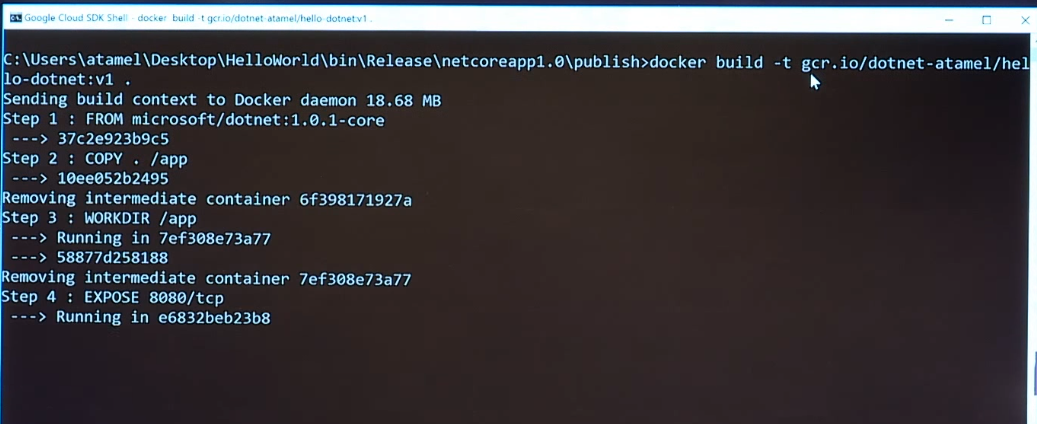 Google Cloud SDK Shell - docker build -t gcr.io/dotnet-atamel/hello-dotnet:v1 .
C:\Users\atamel\Desktop\HelloWorld\bin\Release\netcoreapp1.0\publish>docker build -t gcr.io/dotnet-atamel/hel
lo-dotnet:v1 .
Sending build context to Docker daemon 18.68 MB
Step 1 : FROM microsoft/dotnet:1.0.1-core
---> 37c2e923b9c5
Step 2 : COPY . /app
---> 10ee052b2495
Removing intermediate container 6f398171927a
Step 3 : WORKDIR /app
---> Running in 7ef308e73a77
---> 58877d258188
Removing intermediate container 7ef308e73a77
Step 4 : EXPOSE 8080/tcp
---> Running in e6832beb23b8